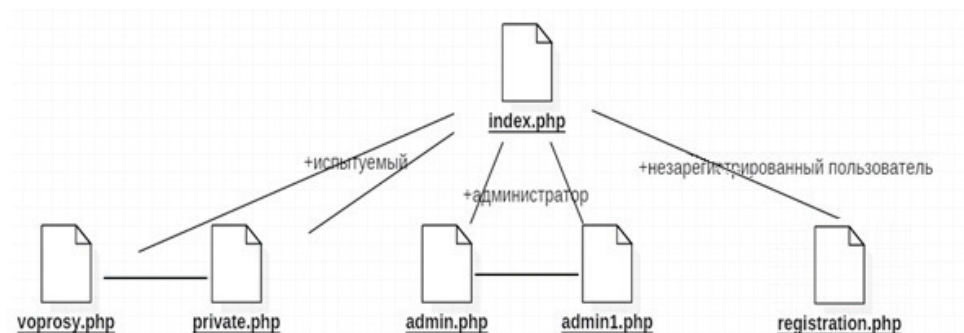 index.php
+испытуемый
+незарегистрированный пользователь
+администратор
voprosy.php
private.php
admin.php
admin1.php
registration.php